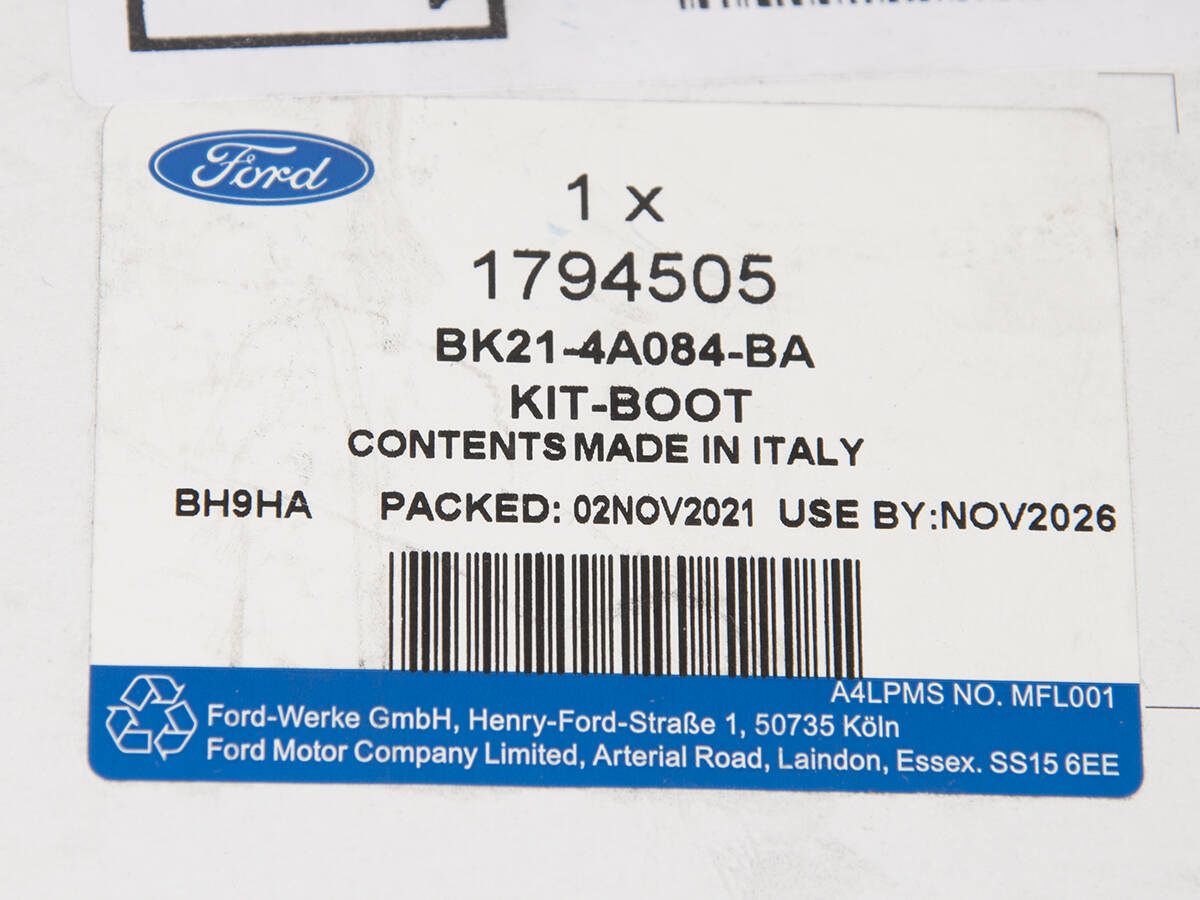 Ford
1 x
1794505
BK21-4A084-BA
KIT-BOOT
CONTENTS MADE IN ITALY
BH9HA PACKED: 02NOV2021 USE BY:NOV2026
A4LPMS NO. MFL001
Ford-Werke GmbH, Henry-Ford-Straße 1, 50735 Köln
Ford Motor Company Limited, Arterial Road, Laindon, Essex. SS15 6EE